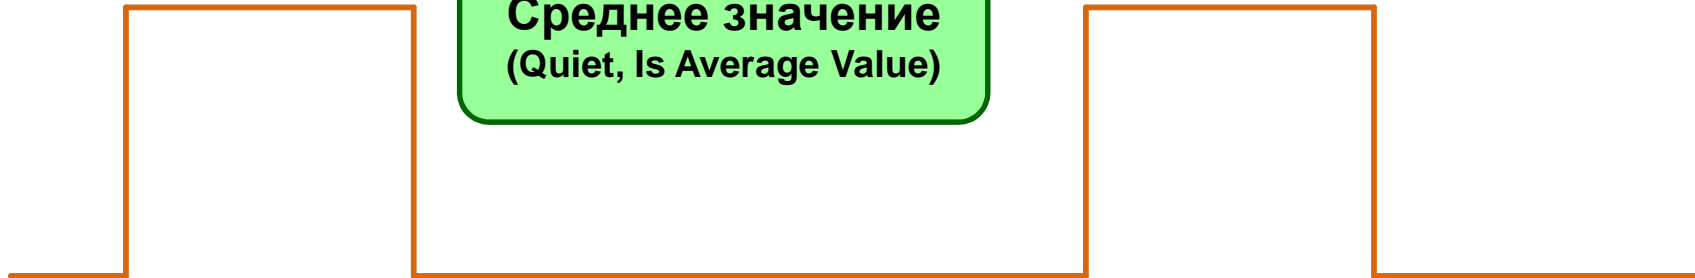 Среднее значение
(Quiet, Is Average Value)